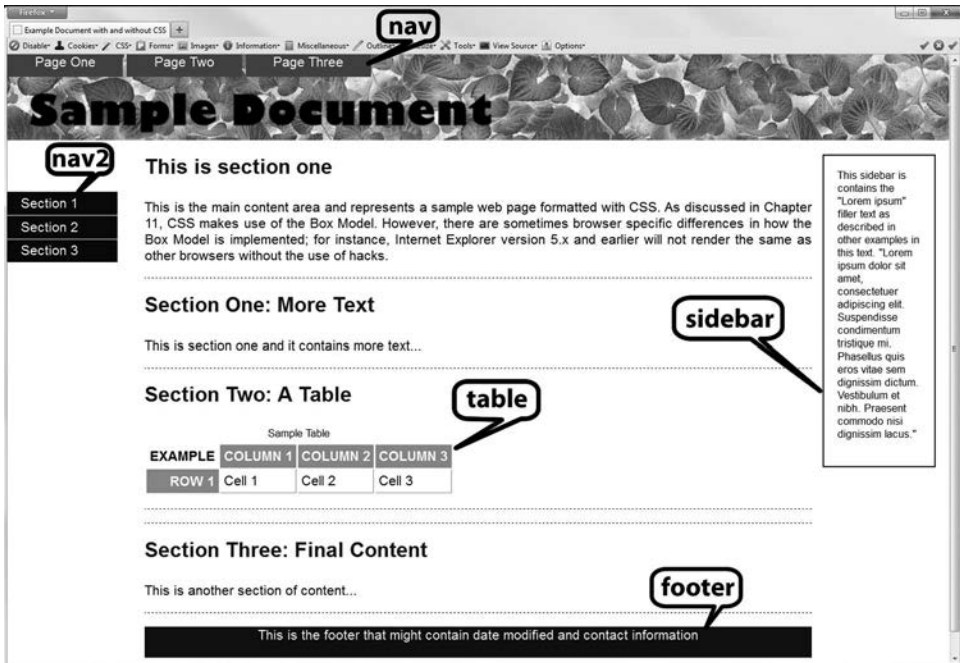 Firefox
Example Document with and without CSS
Disable Cookies CSS Forms Images Information Miscellaneous Outline Tools View Source Options
nav
Page One Page Two Page Three
Sample Document
nav2
Section 1
Section 2
Section 3
This is section one
This is the main content area and represents a sample web page formatted with CSS. As discussed in Chapter
11, CSS makes use of the Box Model. However, there are sometimes browser specific differences in how the
Box Model is implemented; for instance, Internet Explorer version 5.x and earlier will not render the same as
other browsers without the use of hacks.
Section One: More Text
This is section one and it contains more text...
Section Two: A Table
table
Sample Table
EXAMPLE COLUMN 1 COLUMN 2 COLUMN 3
ROW 1 Cell 1 Cell 2 Cell 3
Section Three: Final Content
This is another section of content...
footer
This is the footer that might contain date modified and contact information
sidebar
This sidebar is
contains the
"Lorem ipsum"
filler text as
described in
other examples in
this text. "Lorem
ipsum dolor sit
amet,
consectetuer
adipiscing elit.
Suspendisse
condimentum
tristique mi.
Phasellus quis
eros vitae sem
dignissim dictum.
Vestibulum et
nibh. Praesent
commodo nisi
dignissim lacus."